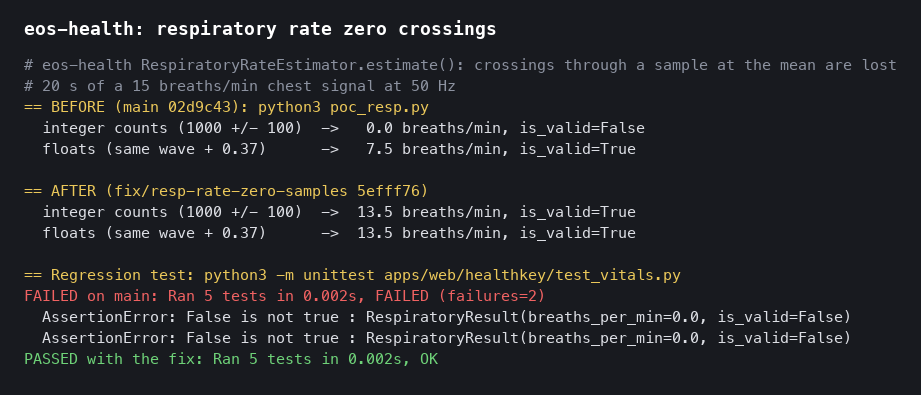 eos-health: respiratory rate zero crossings
# eos-health RespiratoryRateEstimator.estimate(): crossings through a sample at the mean are lost
# 20 s of a 15 breaths/min chest signal at 50 Hz
== BEFORE (main 02d9c43): python3 poc_resp.py
  integer counts (1000 +/- 100)  ->   0.0 breaths/min, is_valid=False
  floats (same wave + 0.37)      ->   7.5 breaths/min, is_valid=True

== AFTER (fix/resp-rate-zero-samples 5efff76)
  integer counts (1000 +/- 100)  ->  13.5 breaths/min, is_valid=True
  floats (same wave + 0.37)      ->  13.5 breaths/min, is_valid=True

== Regression test: python3 -m unittest apps/web/healthkey/test_vitals.py
FAILED on main: Ran 5 tests in 0.002s, FAILED (failures=2)
  AssertionError: False is not true : RespiratoryResult(breaths_per_min=0.0, is_valid=False)
  AssertionError: False is not true : RespiratoryResult(breaths_per_min=0.0, is_valid=False)
PASSED with the fix: Ran 5 tests in 0.002s, OK